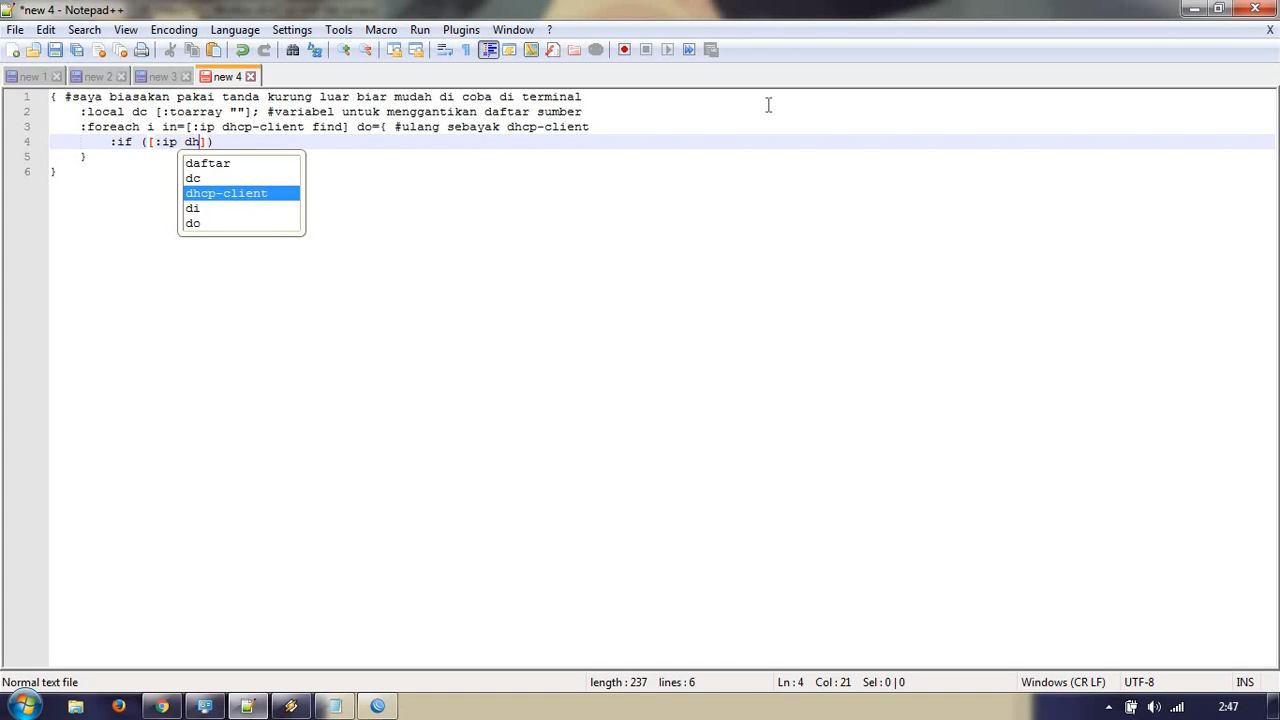 *new 4 - Notepad++
File Edit Search View Encoding Language Settings Tools Macro Run Plugins Window ? X
new 1 new 2 new 3 new 4
1 { #saya biasakan pakai tanda kurung luar biar mudah di coba di terminal
2 :local dc [:toarray ""]; #variabel untuk menggantikan daftar sumber
3 :foreach i in=[:ip dhcp-client find] do={ #ulang sebayak dhcp-client
4 :if ([:ip dh])
5 }
6 }
daftar
dc
dhcp-client
di
do
Normal text file length : 237 lines : 6 Ln : 4 Col : 21 Sel : 0 | 0 Windows (CR LF) UTF-8 INS
2:47